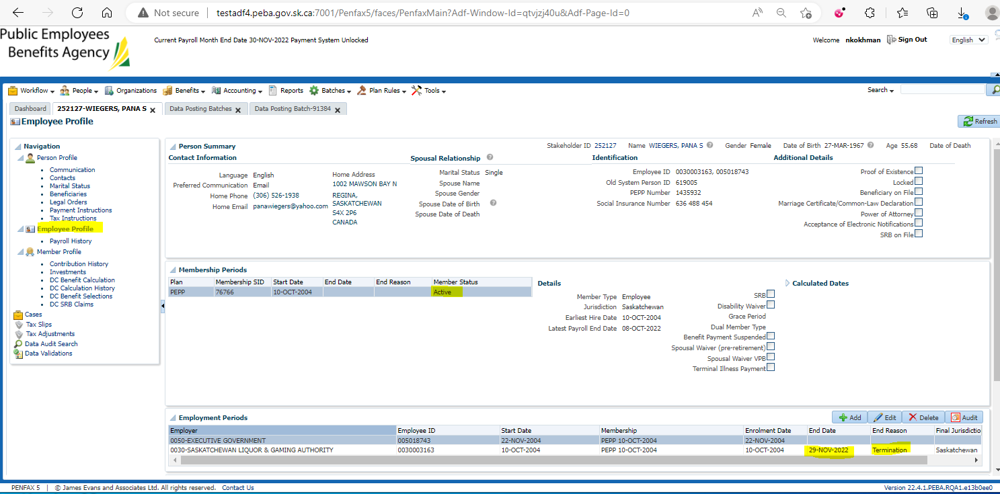 Not secure | testadf4.peba.gov.sk.ca:7001/Penfax5/faces/PenfaxMain?Adf-Window-Id=qtvjzj40u&Adf-Page-Id=0
Public Employees
Benefits Agency
Current Payroll Month End Date 30-NOV-2022 Payment System Unlocked
Welcome nkokhman Sign Out English
Workflow People Organizations Benefits Accounting Reports Batches Plan Rules Tools Search
Dashboard 252127-WIEGERS, PANA S Data Posting Batches Data Posting Batch-91384
Employee Profile
Refresh
Navigation
Person Profile
Communication
Contacts
Marital Status
Beneficiaries
Legal Orders
Payment Instructions
Tax Instructions
Employee Profile
Payroll History
Member Profile
Contribution History
Investments
DC Benefit Calculation
DC Calculation History
DC Benefit Selections
DC SRB Claims
Cases
Tax Slips
Tax Adjustments
Data Audit Search
Data Validations
Person Summary
Stakeholder ID 252127 Name WIEGERS, PANA S Gender Female Date of Birth 27-MAR-1967 Age 55.68 Date of Death
Contact Information
Language English
Preferred Communication Email
Home Phone (306) 526-1938
Home Email panawiegers@yahoo.com
Home Address
1002 MAWSON BAY N
REGINA,
SASKATCHEWAN
S4X 2P6
CANADA
Spousal Relationship
Marital Status Single
Spouse Name
Spouse Gender
Spouse Date of Birth
Spouse Date of Death
Identification
Employee ID 0030003163, 005018743
Old System Person ID 619005
PEPP Number 1435932
Social Insurance Number 636 488 454
Additional Details
Proof of Existence
Locked
Beneficiary on File
Marriage Certificate/Common-Law Declaration
Power of Attorney
Acceptance of Electronic Notifications
SRB on File
Membership Periods
Plan Membership SID Start Date End Date End Reason Member Status
PEPP 76766 10-OCT-2004 Active
Details
Member Type Employee
Jurisdiction Saskatchewan
Earliest Hire Date 10-OCT-2004
Latest Payroll End Date 08-OCT-2022
SRB
Disability Waiver
Grace Period
Dual Member Type
Benefit Payment Suspended
Spousal Waiver (pre-retirement)
Spousal Waiver VPB
Terminal Illness Payment
Calculated Dates
Employment Periods
Add Edit Delete Audit
Employer Employee ID Start Date Membership Enrolment Date End Date End Reason Final Jurisdictio
0050-EXECUTIVE GOVERNMENT 005018743 22-NOV-2004 PEPP 10-OCT-2004 22-NOV-2004
0030-SASKATCHEWAN LIQUOR & GAMING AUTHORITY 0030003163 10-OCT-2004 PEPP 10-OCT-2004 10-OCT-2004 29-NOV-2022 Termination Saskatchewan
PENFAX 5 | © James Evans and Associates Ltd. All rights reserved. Contact Us
Version 22.4.1.PEBA.RQA1.e13b0ee0